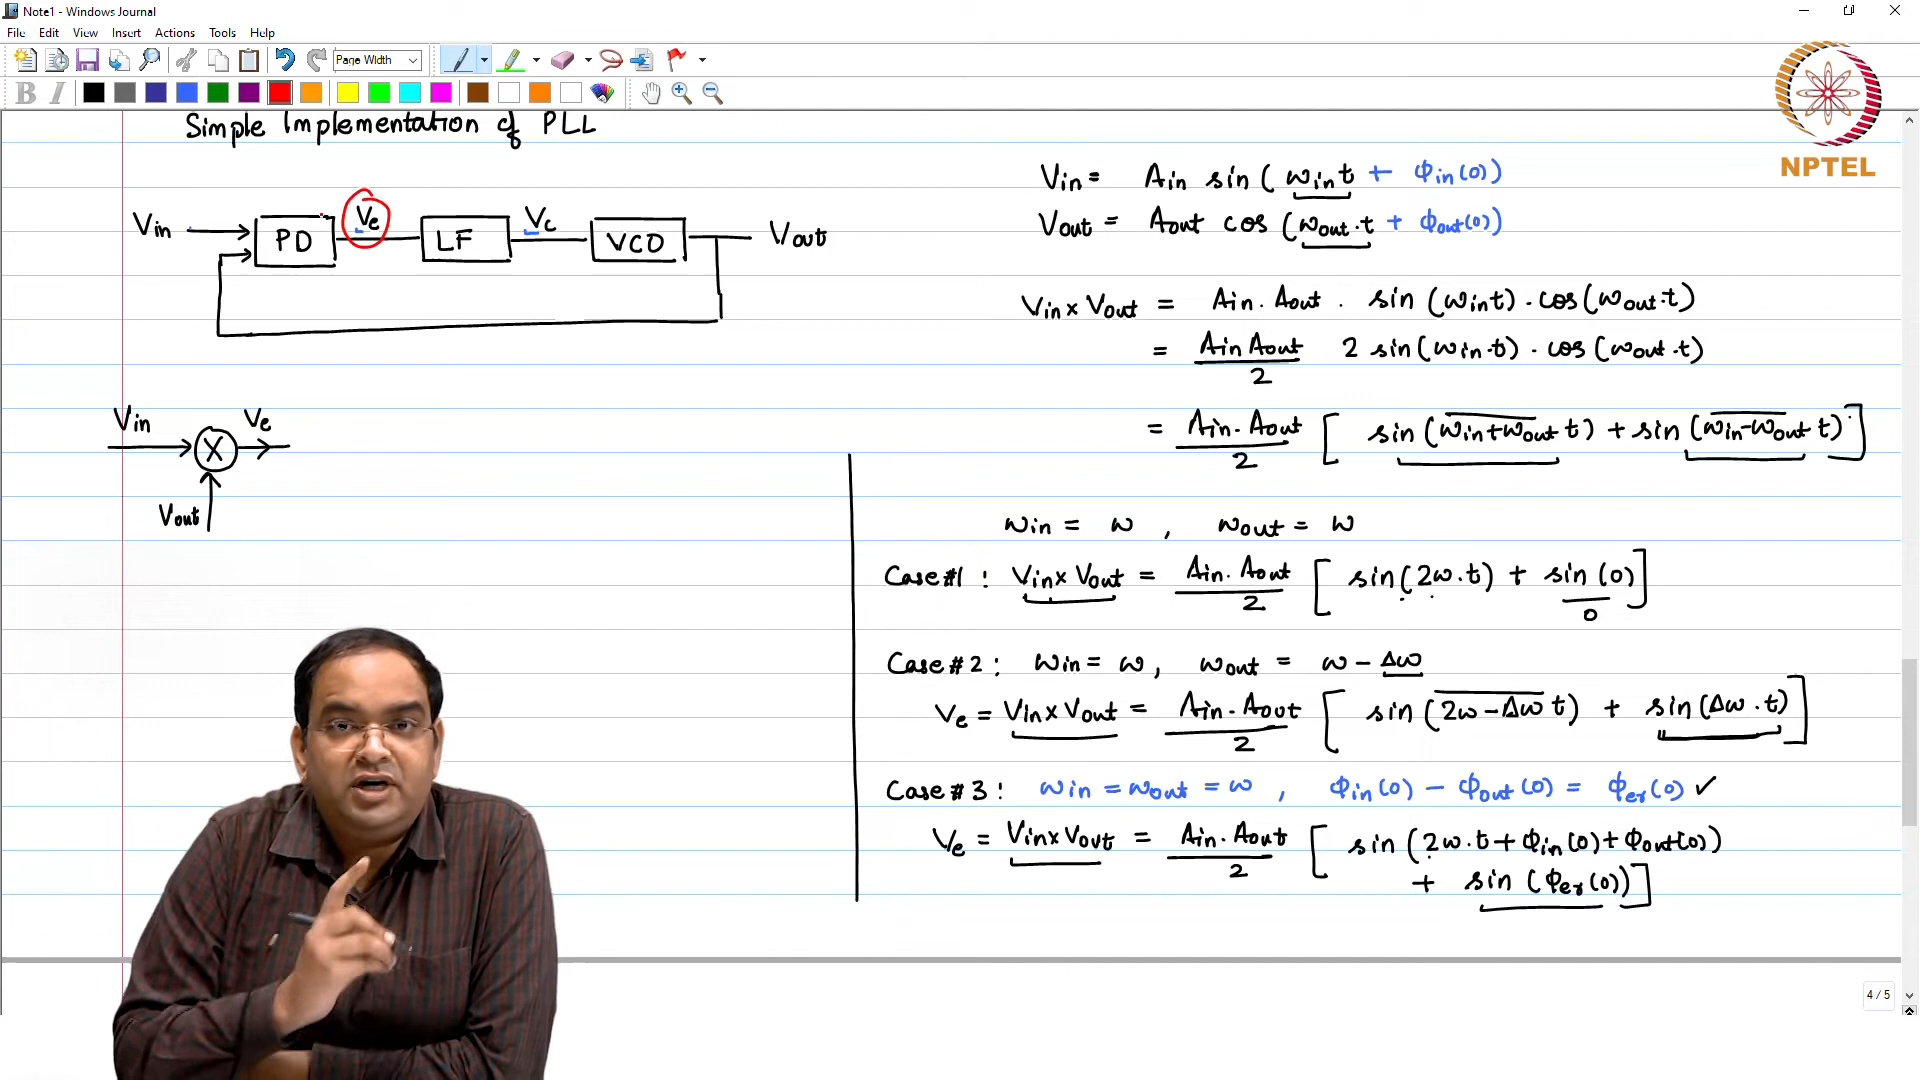 Note1 - Windows Journal
File Edit View Insert Actions Tools Help
Page Width
B I
NPTEL
Simple Implementation of PLL
Vin PD Ve LF Vc VCO Vout
Vin = Ain sin (ωint + Φin(0))
Vout = Aout cos (ωout·t + Φout(0))
Vin x Vout = Ain. Aout . sin (ωint) . cos (ωout·t)
= Ain Aout/2 2 sin(ωin·t) · cos (ωout·t)
= Ain. Aout/2 [ sin (ωin+ωout t) + sin (ωin-ωout t) ]
Vin X Ve
Vout
ωin = ω , ωout = ω
Case #1 : Vin x Vout = Ain. Aout/2 [ sin(2ω.t) + sin (0) ]
0
Case # 2 : ωin = ω, ωout = ω - Δω
Ve = Vin x Vout = Ain. Aout/2 [ sin (2ω-Δω t) + sin(Δω.t) ]
Case # 3 : ωin = ωout = ω , Φin(0) - Φout(0) = Φer(0) ✓
Ve = Vin x Vout = Ain. Aout/2 [ sin (2ω.t + Φin(0) + Φout(0))
+ sin (Φer(0)) ]
4 / 5